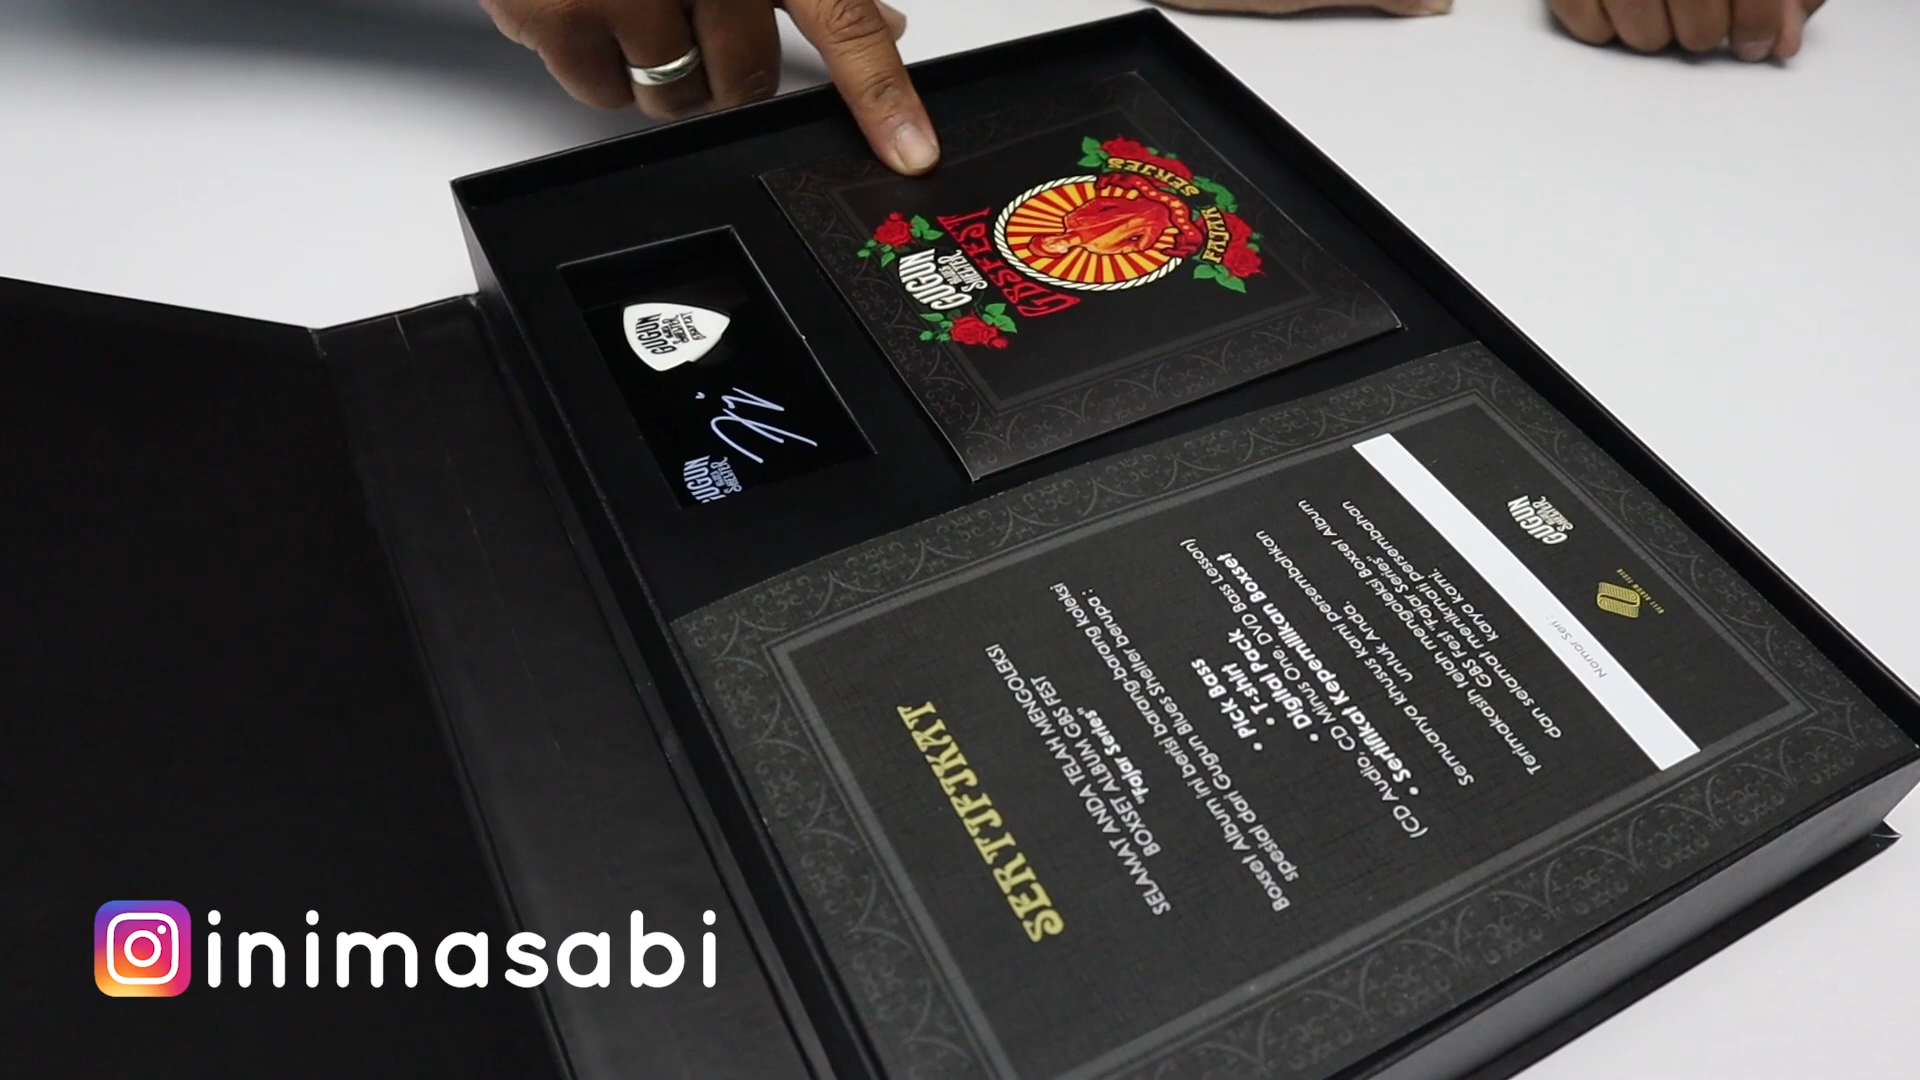 GUGUN
BLUES
SHELTER
GUGUN
BLUES
SHELTER
GUGUN
BLUES
SHELTER
GBS FEST
FAJAR
SERIES
SERTIFIKAT
SELAMAT ANDA TELAH MENGOLEKSI
BOXSET ALBUM GBS FEST
"Fajar Series"
Boxset Album ini berisi barang-barang koleksi
spesial dari Gugun Blues Shelter berupa :
• Pick Bass
• T-shirt
• Digital Pack
(CD Audio, CD Minus One, DVD Bass Lesson)
• Sertifikat Kepemilikan Boxset
Semuanya khusus kami persembahkan
untuk Anda.
Terimakasih telah mengoleksi Boxset Album
GBS Fest "Fajar Series"
dan selamat menikmati persembahan
karya kami.
Nomor Seri :
GUGUN
BLUES
SHELTER
inimasabi